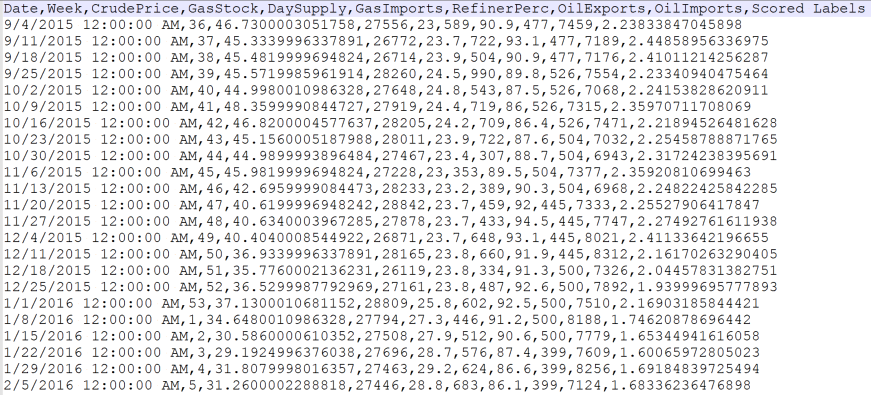 Date,Week,CrudePrice,GasStock,DaySupply,GasImports,RefinerPerc,OilExports,OilImports,Scored Labels
9/4/2015 12:00:00 AM,36,46.7300003051758,27556,23,589,90.9,477,7459,2.23833847045898
9/11/2015 12:00:00 AM,37,45.3339996337891,26772,23.7,722,93.1,477,7189,2.44858956336975
9/18/2015 12:00:00 AM,38,45.4819999694824,26714,23.9,504,90.9,477,7176,2.41011214256287
9/25/2015 12:00:00 AM,39,45.5719985961914,28260,24.5,990,89.8,526,7554,2.23340940475464
10/2/2015 12:00:00 AM,40,44.9980010986328,27648,24.8,543,87.5,526,7068,2.24153828620911
10/9/2015 12:00:00 AM,41,48.3599990844727,27919,24.4,719,86,526,7315,2.35970711708069
10/16/2015 12:00:00 AM,42,46.8200004577637,28205,24.2,709,86.4,526,7471,2.21894526481628
10/23/2015 12:00:00 AM,43,45.1560005187988,28011,23.9,722,87.6,504,7032,2.25458788871765
10/30/2015 12:00:00 AM,44,44.9899993896484,27467,23.4,307,88.7,504,6943,2.31724238395691
11/6/2015 12:00:00 AM,45,45.9819999694824,27228,23,353,89.5,504,7377,2.35920810699463
11/13/2015 12:00:00 AM,46,42.6959999084473,28233,23.2,389,90.3,504,6968,2.24822425842285
11/20/2015 12:00:00 AM,47,40.6199996948242,28842,23.7,459,92,445,7333,2.25527906417847
11/27/2015 12:00:00 AM,48,40.6340003967285,27878,23.7,433,94.5,445,7747,2.27492761611938
12/4/2015 12:00:00 AM,49,40.4040008544922,26871,23.7,648,93.1,445,8021,2.41133642196655
12/11/2015 12:00:00 AM,50,36.9339996337891,28165,23.8,660,91.9,445,8312,2.16170263290405
12/18/2015 12:00:00 AM,51,35.7760002136231,26119,23.8,334,91.3,500,7326,2.04457831382751
12/25/2015 12:00:00 AM,52,36.5299987792969,27161,23.8,487,92.6,500,7892,1.93999695777893
1/1/2016 12:00:00 AM,53,37.1300010681152,28809,25.8,602,92.5,500,7510,2.16903185844421
1/8/2016 12:00:00 AM,1,34.6480010986328,27794,27.3,446,91.2,500,8188,1.74620878696442
1/15/2016 12:00:00 AM,2,30.5860000610352,27508,27.9,512,90.6,500,7779,1.65344941616058
1/22/2016 12:00:00 AM,3,29.1924996376038,27696,28.7,576,87.4,399,7609,1.60065972805023
1/29/2016 12:00:00 AM,4,31.8079998016357,27463,29.2,624,86.6,399,8256,1.69184839725494
2/5/2016 12:00:00 AM,5,31.2600002288818,27446,28.8,683,86.1,399,7124,1.68336236476898